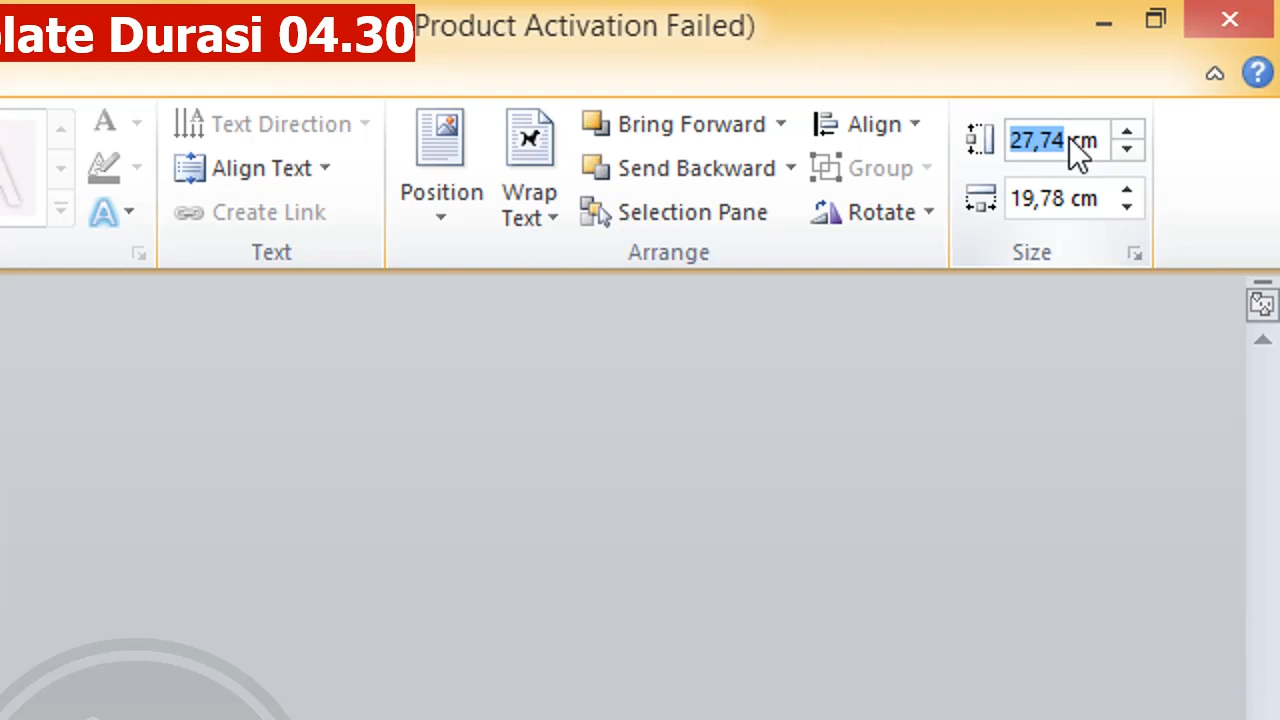 late Durasi 04.30
Product Activation Failed)
Text Direction
Align Text
Create Link
Text
Position
Wrap
Text
Bring Forward
Send Backward
Selection Pane
Align
Group
Rotate
Arrange
27,74 cm
19,78 cm
Size